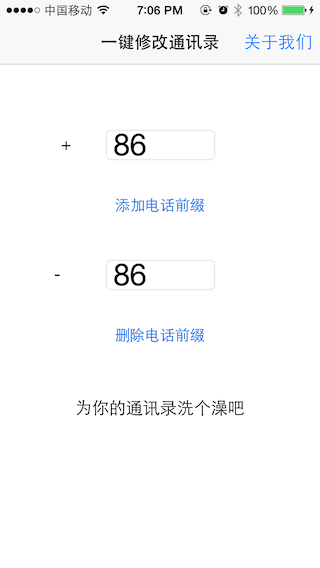 中国移动 7:06 PM 100%
一键修改通讯录 关于我们
+ 86
添加电话前缀
- 86
删除电话前缀
为你的通讯录洗个澡吧